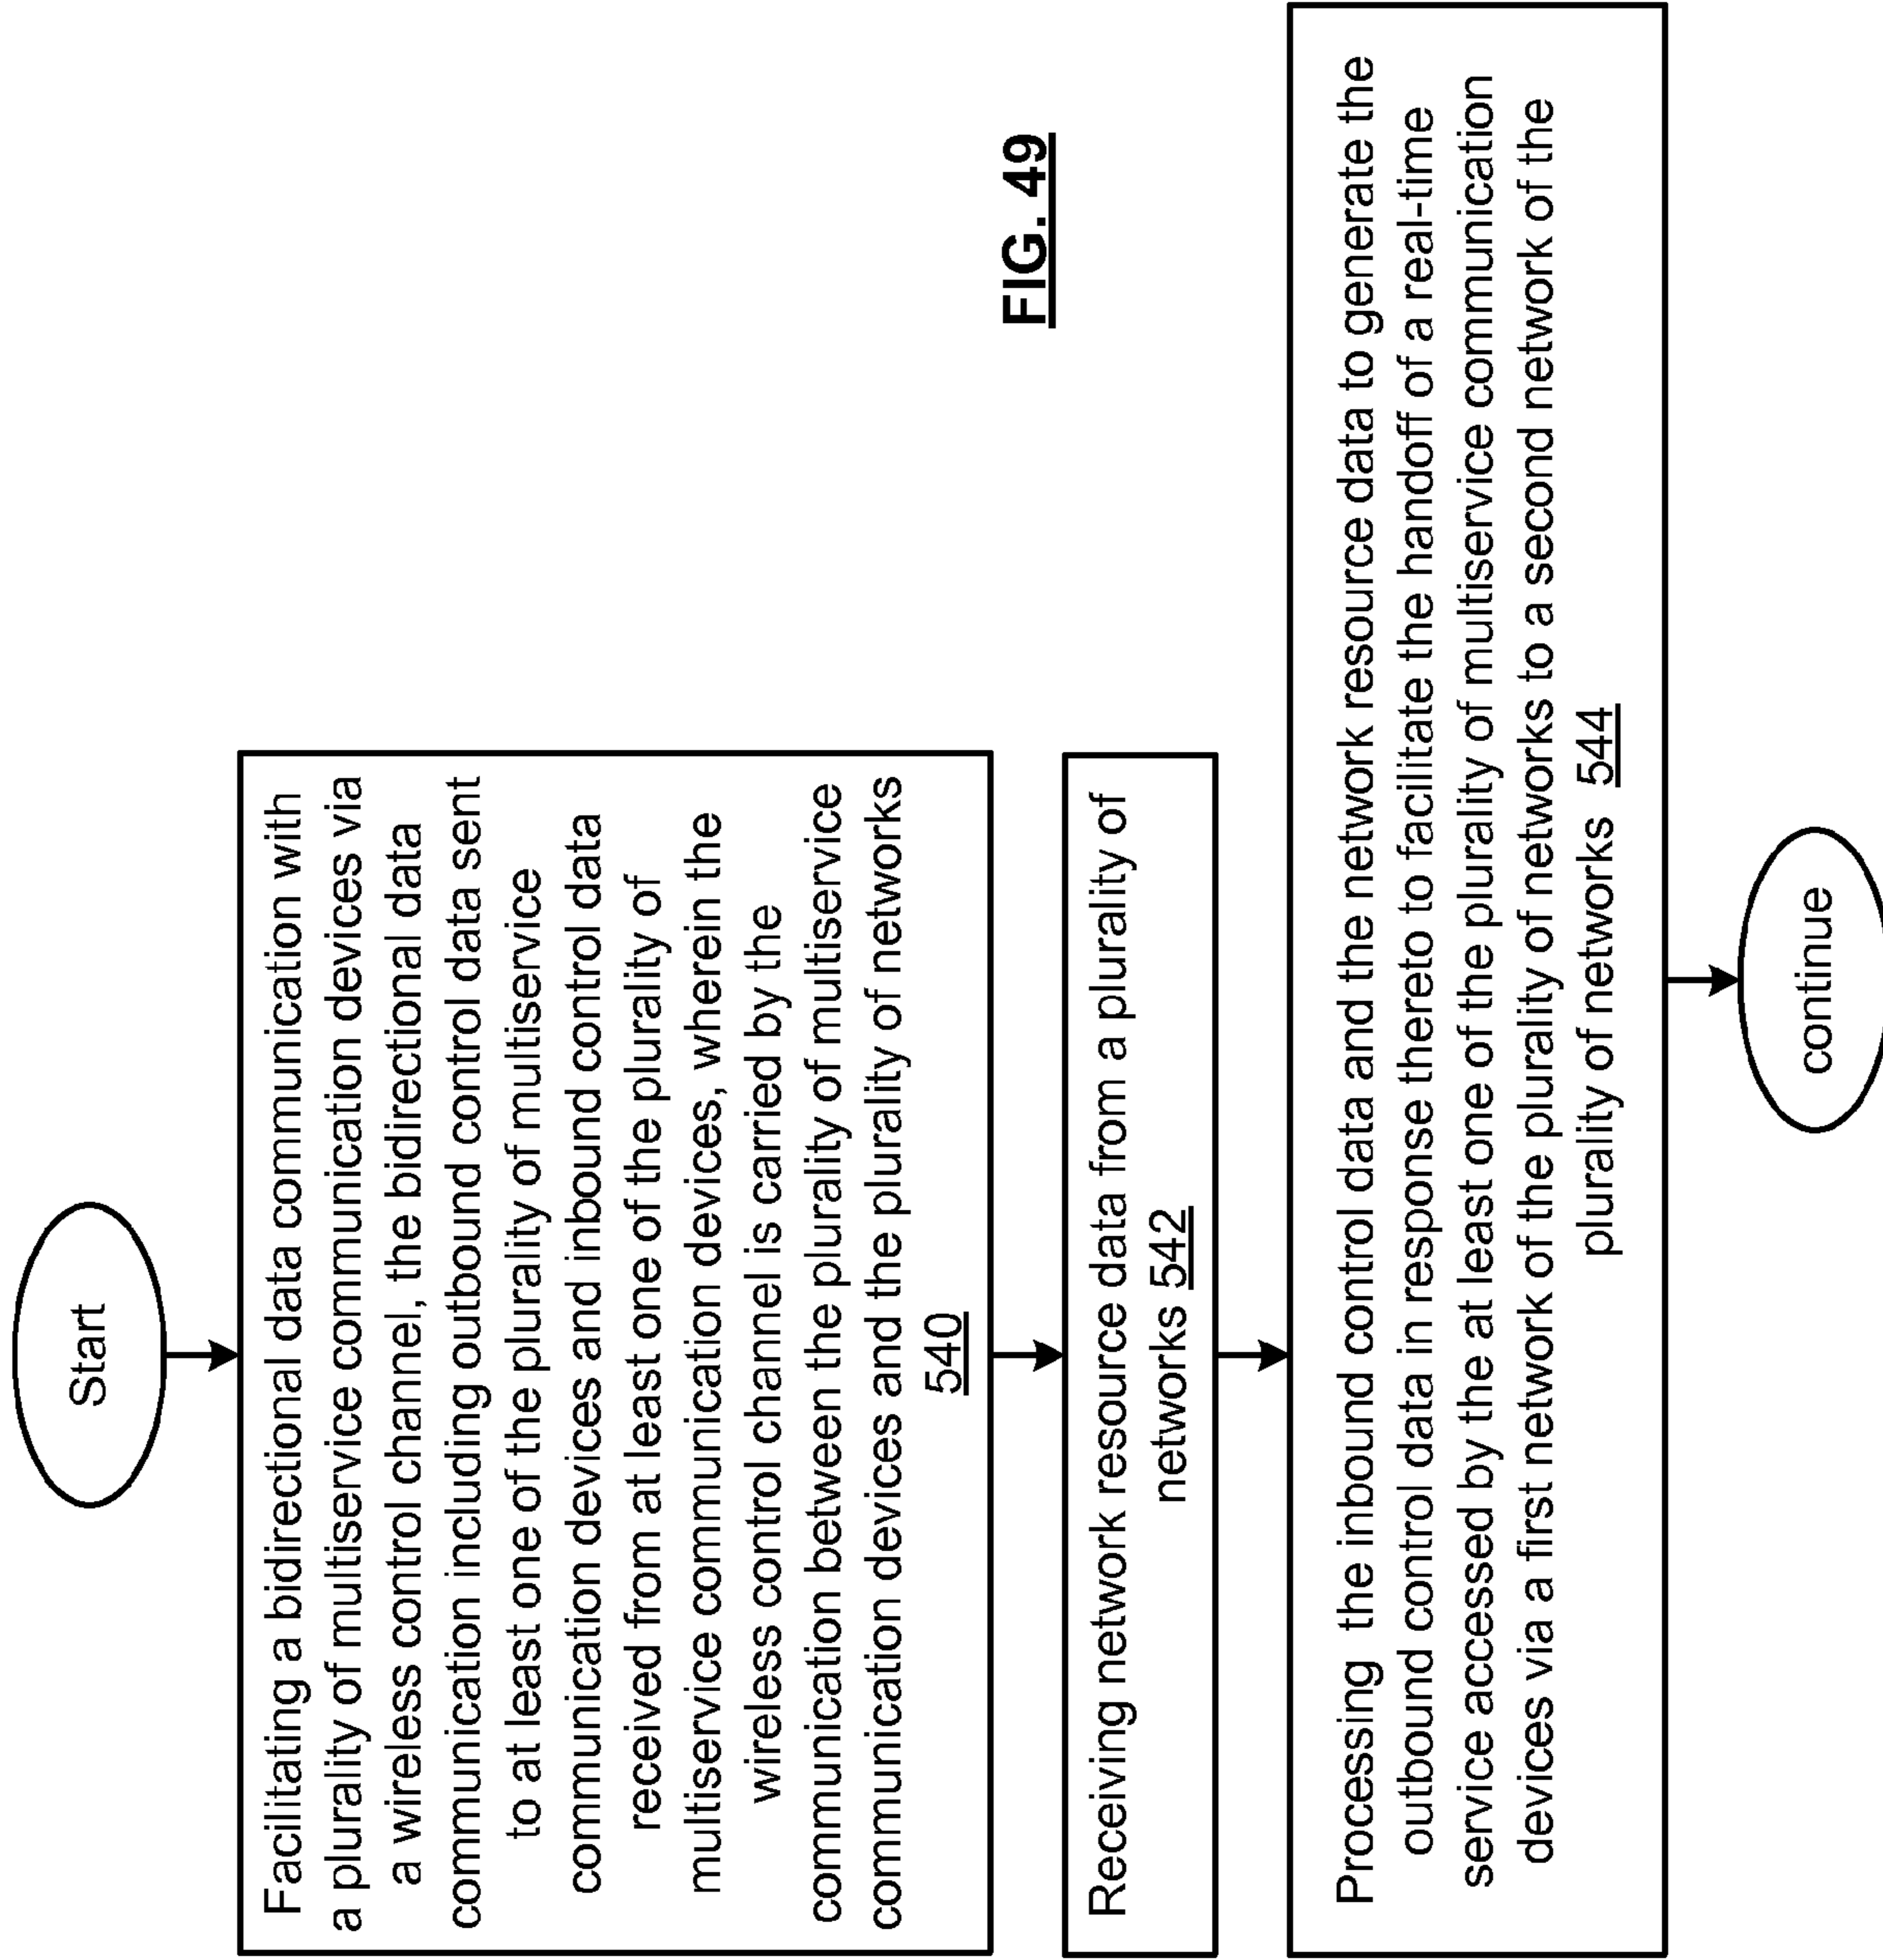 Start
Facilitating a bidirectional data communication with
a plurality of multiservice communication devices via
a wireless control channel, the bidirectional data
communication including outbound control data sent
to at least one of the plurality of multiservice
communication devices and inbound control data
received from at least one of the plurality of
multiservice communication devices, wherein the
wireless control channel is carried by the
communication between the plurality of multiservice
communication devices and the plurality of networks
540
Receiving network resource data from a plurality of
networks 542
Processing the inbound control data and the network resource data to generate the
outbound control data in response thereto to facilitate the handoff of a real-time
service accessed by the at least one of the plurality of multiservice communication
devices via a first network of the plurality of networks to a second network of the
plurality of networks 544
continue
FIG. 49